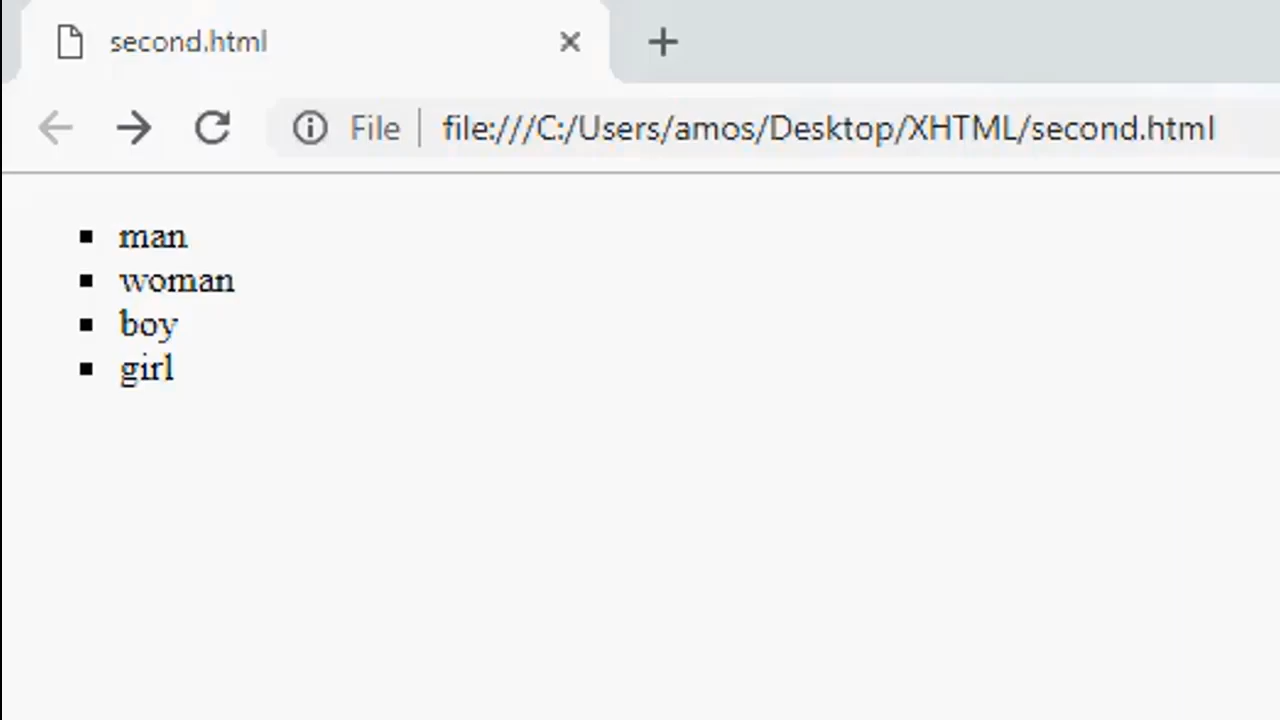 second.html
File file:///C:/Users/amos/Desktop/XHTML/second.html
man
woman
boy
girl